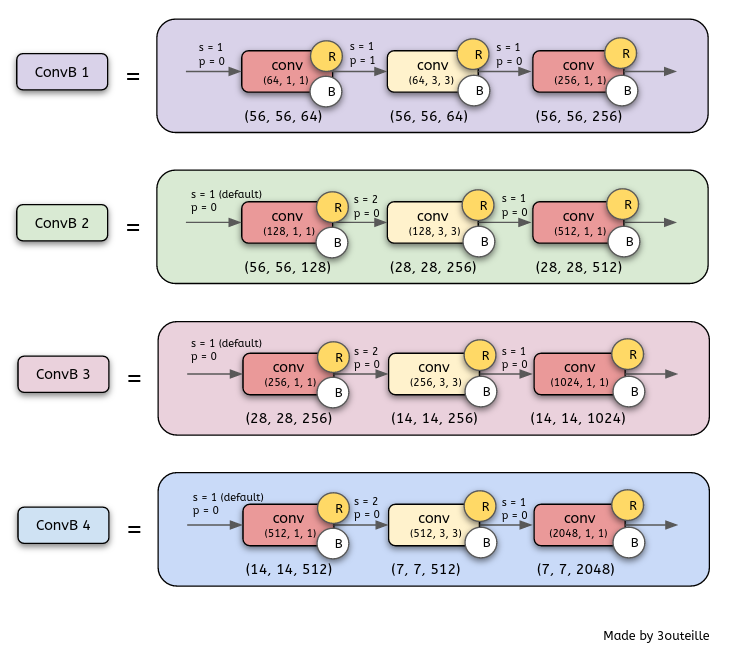 s = 1
p = 0
s = 1
p = 1
s = 1
p = 0
ConvB 1
=
conv
(64, 1, 1)
R
B
conv
(64, 3, 3)
R
B
conv
(256, 1, 1)
R
B
(56, 56, 64)
(56, 56, 64)
(56, 56, 256)
s = 1 (default)
p = 0
s = 2
p = 0
s = 1
p = 0
ConvB 2
=
conv
(128, 1, 1)
R
B
conv
(128, 3, 3)
R
B
conv
(512, 1, 1)
R
B
(56, 56, 128)
(28, 28, 256)
(28, 28, 512)
s = 1 (default)
p = 0
s = 2
p = 0
s = 1
p = 0
ConvB 3
=
conv
(256, 1, 1)
R
B
conv
(256, 3, 3)
R
B
conv
(1024, 1, 1)
R
B
(28, 28, 256)
(14, 14, 256)
(14, 14, 1024)
s = 1 (default)
p = 0
s = 2
p = 0
s = 1
p = 0
ConvB 4
=
conv
(512, 1, 1)
R
B
conv
(512, 3, 3)
R
B
conv
(2048, 1, 1)
R
B
(14, 14, 512)
(7, 7, 512)
(7, 7, 2048)
Made by 3outeille